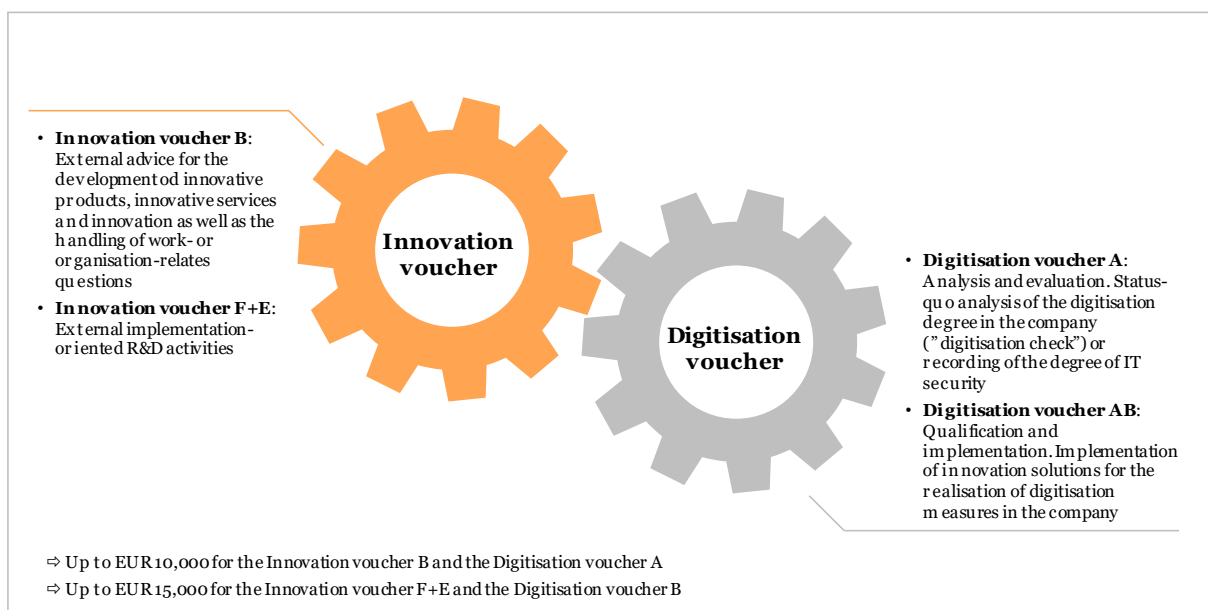 • Innovation voucher B:
External advice for the
development od innovative
products, innovative services
and innovation as well as the
handling of work- or
organisation-relates
questions
• Innovation voucher F+E:
External implementation-
oriented R&D activities
Innovation
voucher
Digitisation
voucher
• Digitisation voucher A:
Analysis and evaluation. Status-
quo analysis of the digitisation
degree in the company
(”digitisation check”) or
recording of the degree of IT
security
• Digitisation voucher AB:
Qualification and
implementation. Implementation
of innovation solutions for the
realisation of digitisation
measures in the company
⇨ Up to EUR 10,000 for the Innovation voucher B and the Digitisation voucher A
⇨ Up to EUR 15,000 for the Innovation voucher F+E and the Digitisation voucher B